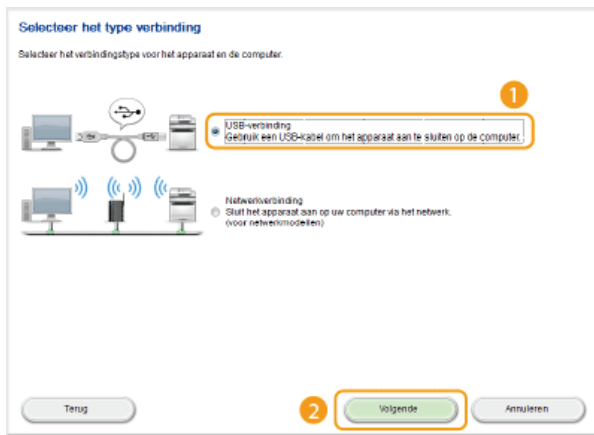 Selecteer het type verbinding
Selecteer het verbindingstype voor het apparaat en de computer.
1
USB-verbinding
Gebruik een USB-kabel om het apparaat aan te sluiten op de computer.
Netwerkverbinding
Sluit het apparaat aan op uw computer via het netwerk.
(voor netwerkmodellen)
Terug
2
Volgende
Annuleren